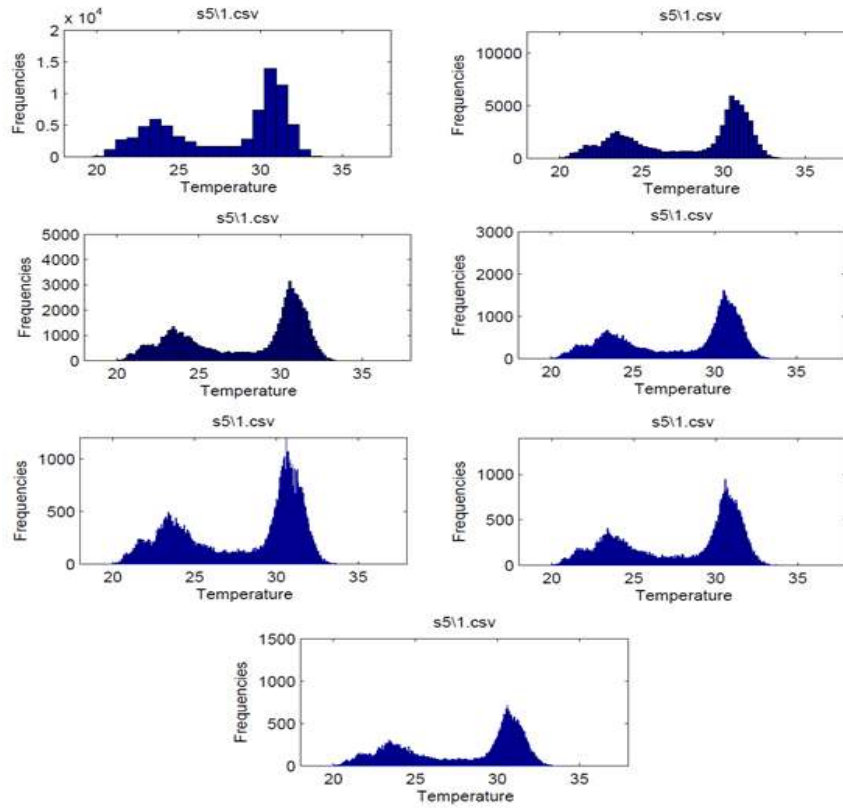 s5\1.csv
x 10⁴
2
1.5
1
0.5
0
Frequencies
20 25 30 35
Temperature
s5\1.csv
10000
5000
0
Frequencies
20 25 30 35
Temperature
s5\1.csv
5000
4000
3000
2000
1000
0
Frequencies
20 25 30 35
Temperature
s5\1.csv
3000
2000
1000
0
Frequencies
20 25 30 35
Temperature
s5\1.csv
1000
500
0
Frequencies
20 25 30 35
Temperature
s5\1.csv
1000
500
0
Frequencies
20 25 30 35
Temperature
s5\1.csv
1500
1000
500
0
Frequencies
20 25 30 35
Temperature